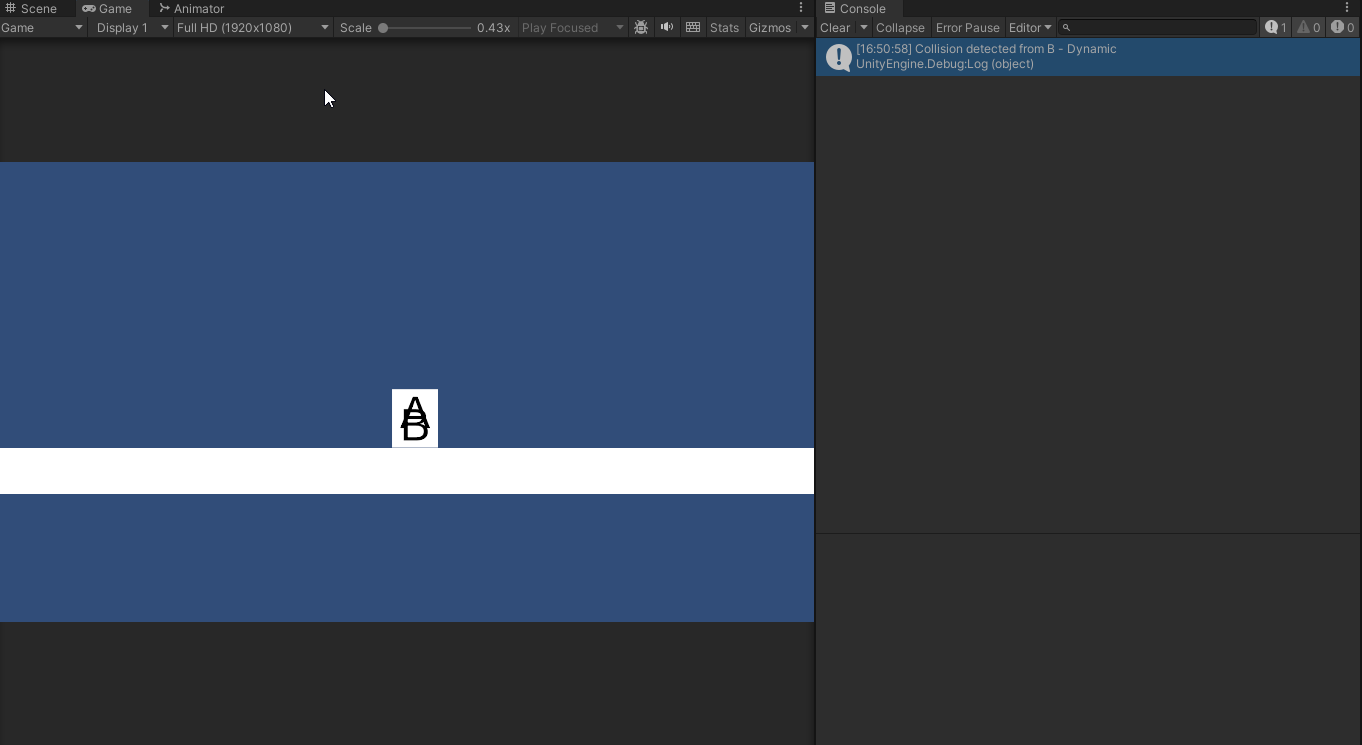 Scene Game Animator
Game Display 1 Full HD (1920x1080) Scale 0.43x Play Focused Stats Gizmos
A
B
Console
Clear Collapse Error Pause Editor 1 0 0
[16:50:58] Collision detected from B - Dynamic
UnityEngine.Debug:Log (object)